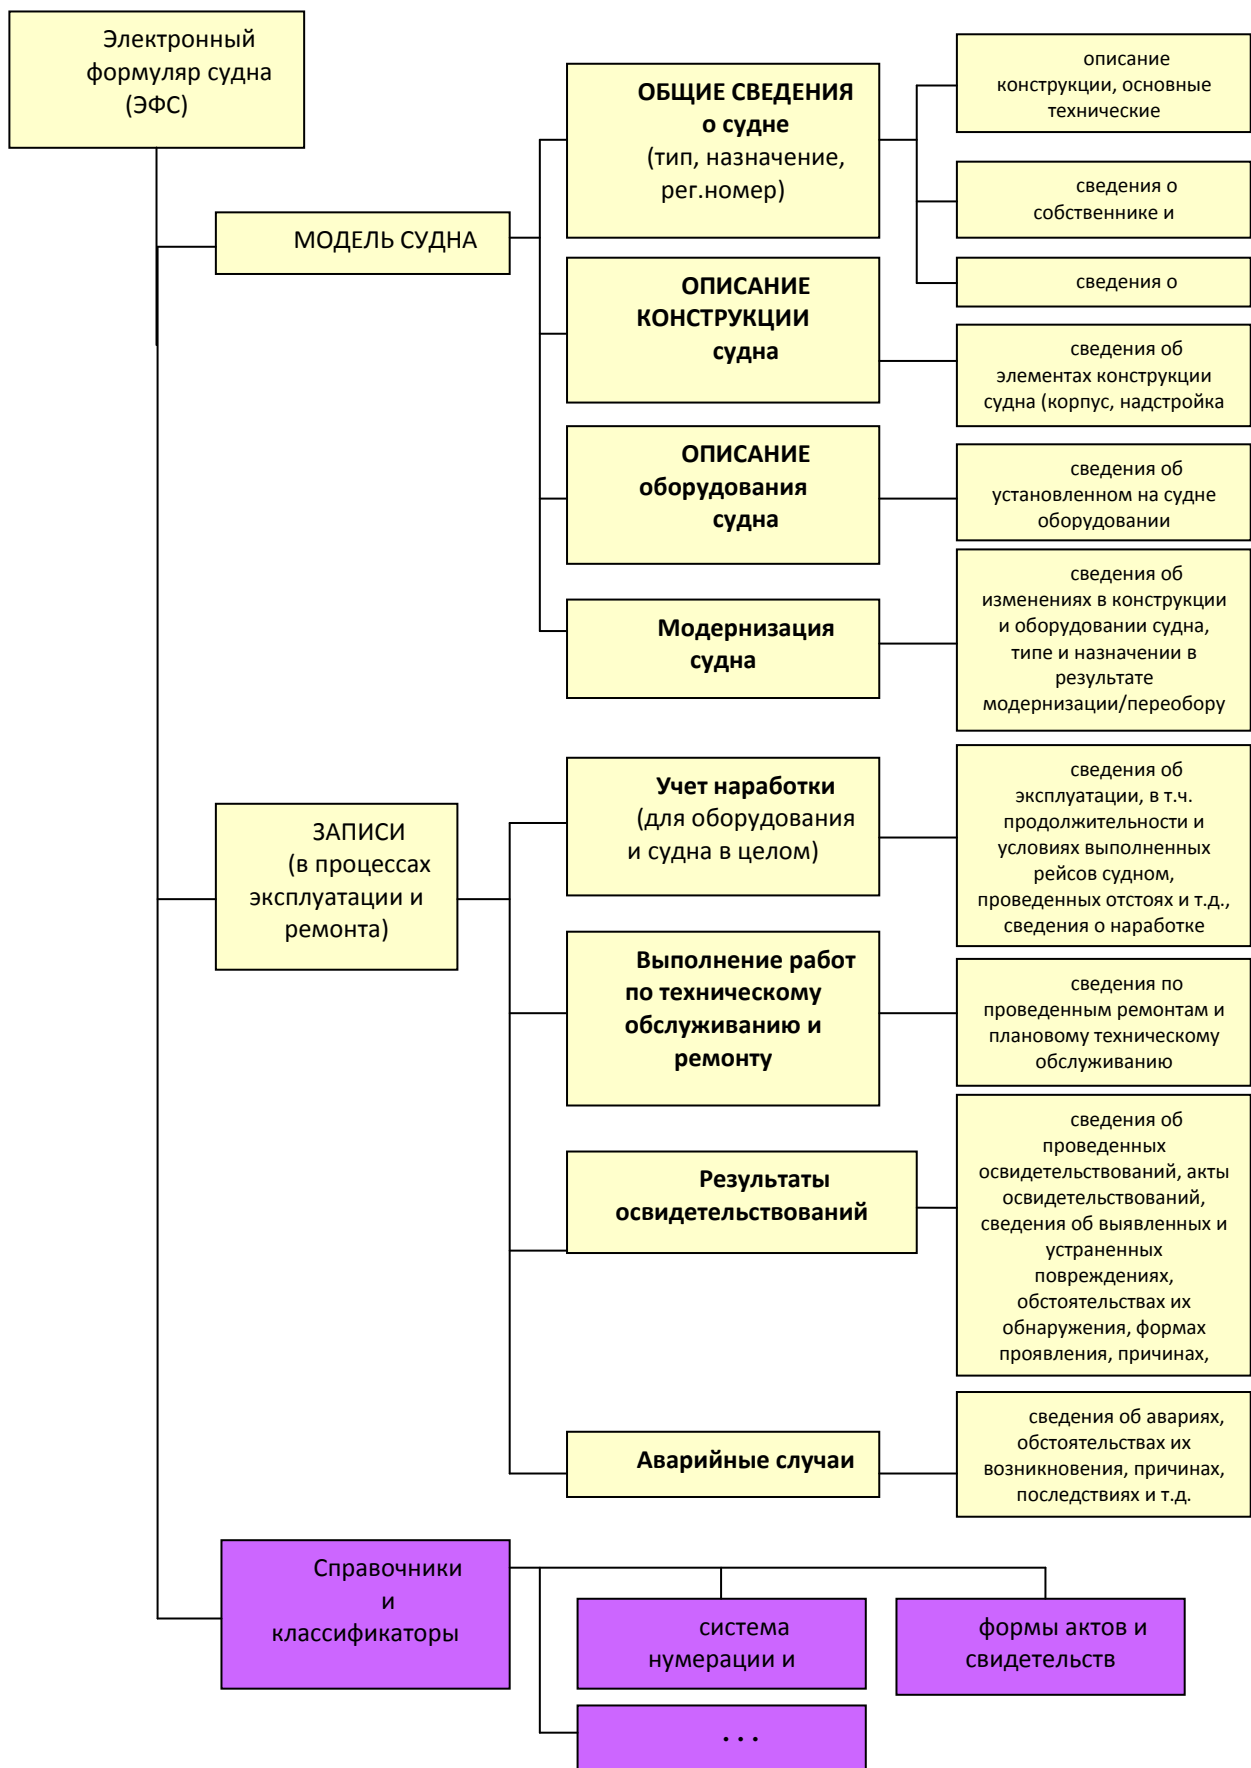 Электронный
формуляр судна
(ЭФС)
МОДЕЛЬ СУДНА
ОБЩИЕ СВЕДЕНИЯ
о судне
(тип, назначение,
рег.номер)
описание
конструкции, основные
технические
сведения о
собственнике и
сведения о
ОПИСАНИЕ
КОНСТРУКЦИИ
судна
сведения об
элементах конструкции
судна (корпус, надстройка
ОПИСАНИЕ
оборудования
судна
сведения об
установленном на судне
оборудовании
Модернизация
судна
сведения об
изменениях в конструкции
и оборудовании судна,
типе и назначении в
результате
модернизации/переобору
ЗАПИСИ
(в процессах
эксплуатации и
ремонта)
Учет наработки
(для оборудования
и судна в целом)
сведения об
эксплуатации, в т.ч.
продолжительности и
условиях выполненных
рейсов судном,
проведенных отстоях и т.д.,
сведения о наработке
Выполнение работ
по техническому
обслуживанию и
ремонту
сведения по
проведенным ремонтам и
плановому техническому
обслуживанию
Результаты
освидетельствований
сведения об
проведенных
освидетельствований, акты
освидетельствований,
сведения об выявленных и
устраненных
повреждениях,
обстоятельствах их
обнаружения, формах
проявления, причинах,
Аварийные случаи
сведения об авариях,
обстоятельствах их
возникновения, причинах,
последствиях и т.д.
Справочники
и
классификаторы
система
нумерации и
формы актов и
свидетельств
. . .